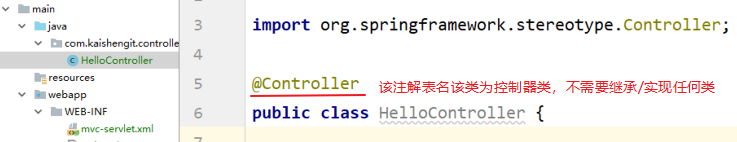 main
java
com.kaishengit.controller
HelloController
resources
webapp
WEB-INF
mvc-servlet.xml
3
4
5
6
7
import org.springframework.stereotype.Controller;
@Controller 该注解表名该类为控制器类，不需要继承/实现任何类
public class HelloController {